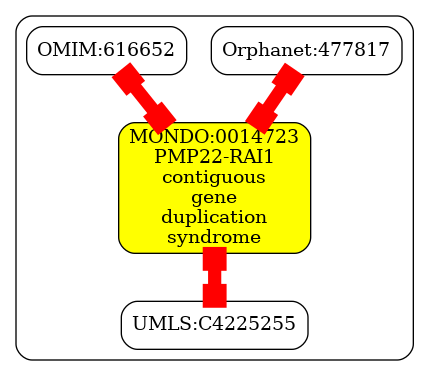 OMIM:616652
Orphanet:477817
MONDO:0014723
PMP22-RAI1
contiguous
gene
duplication
syndrome
UMLS:C4225255